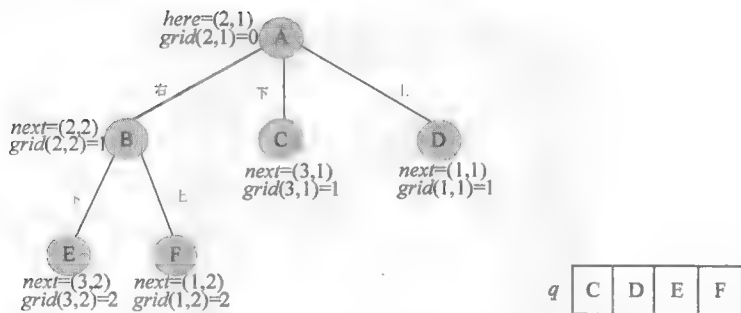 here=(2,1)
grid(2,1)=0
A
右
下
上
next=(2,2)
grid(2,2)=1
B
C
D
next=(3,1)
grid(3,1)=1
next=(1,1)
grid(1,1)=1
下
上
E
F
next=(3,2)
grid(3,2)=2
next=(1,2)
grid(1,2)=2
q C D E F